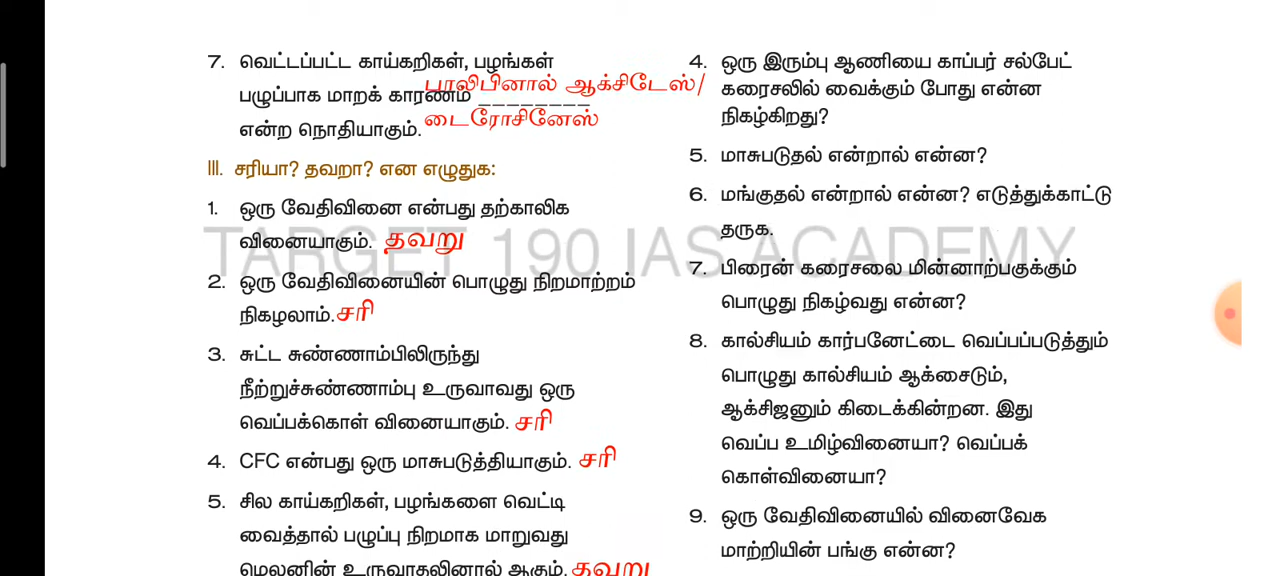 7. வெட்டப்பட்ட காய்கறிகள், பழங்கள்
பழுப்பாக மாறக் காரணம் ________
பாலிபினால் ஆக்சிடேஸ்/
என்ற நொதியாகும்.
டைரோசினேஸ்
III. சரியா? தவறா? என எழுதுக:
1. ஒரு வேதிவினை என்பது தற்காலிக
வினையாகும். தவறு
2. ஒரு வேதிவினையின் பொழுது நிறமாற்றம்
நிகழலாம். சரி
3. சுட்ட சுண்ணாம்பிலிருந்து
நீற்றுச்சுண்ணாம்பு உருவாவது ஒரு
வெப்பக்கொள் வினையாகும். சரி
4. CFC என்பது ஒரு மாசுபடுத்தியாகும். சரி
5. சில காய்கறிகள், பழங்களை வெட்டி
வைத்தால் பழுப்பு நிறமாக மாறுவது
மெலனின் உருவாதலினால் ஆகும். தவறு
4. ஒரு இரும்பு ஆணியை காப்பர் சல்பேட்
கரைசலில் வைக்கும் போது என்ன
நிகழ்கிறது?
5. மாசுபடுதல் என்றால் என்ன?
6. மங்குதல் என்றால் என்ன? எடுத்துக்காட்டு
தருக.
7. பிரைன் கரைசலை மின்னாற்பகுக்கும்
பொழுது நிகழ்வது என்ன?
8. கால்சியம் கார்பனேட்டை வெப்பப்படுத்தும்
பொழுது கால்சியம் ஆக்சைடும்,
ஆக்சிஜனும் கிடைக்கின்றன. இது
வெப்ப உமிழ்வினையா? வெப்பக்
கொள்வினையா?
9. ஒரு வேதிவினையில் வினைவேக
மாற்றியின் பங்கு என்ன?
TARGET 190 IAS ACADEMY